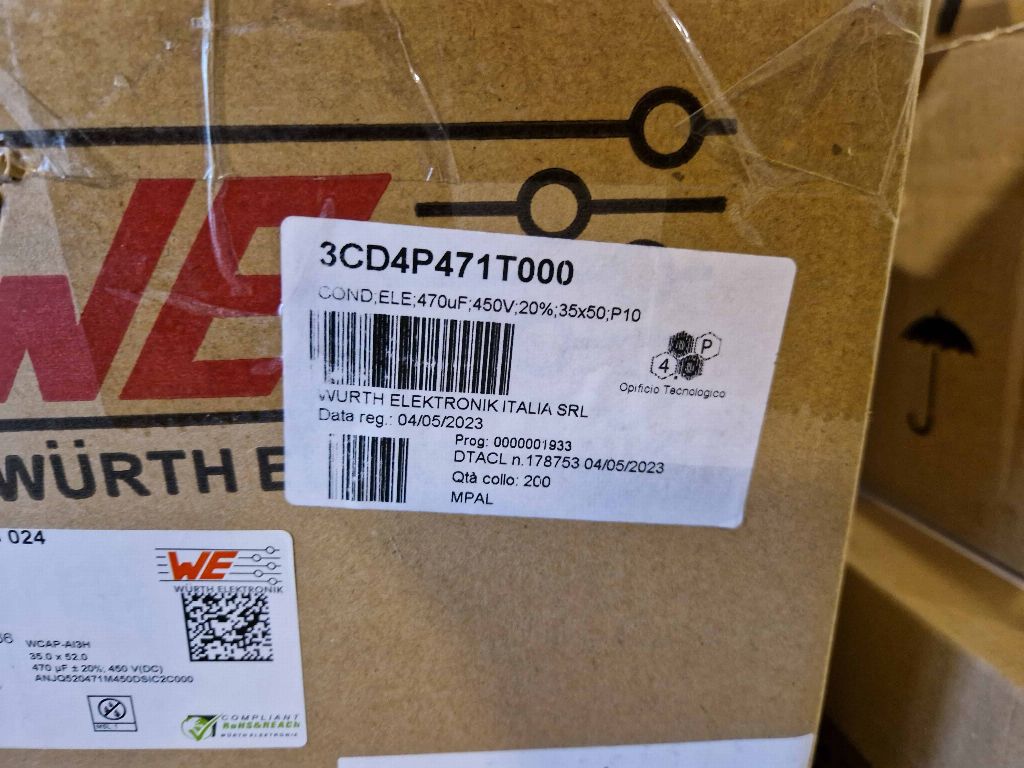 WE
3CD4P471T000
COND;ELE;470uF;450V;20%;35x50;P10
P
4.
Opificio Tecnologico
WURTH ELEKTRONIK ITALIA SRL
Data reg.: 04/05/2023
Prog: 0000001933
DTACL n.178753 04/05/2023
Qtà collo: 200
MPAL
WÜRTH E
024
WE
WÜRTH ELEKTRONIK
WCAP-AI3H
35.0 x 52.0
470 µF ± 20%; 450 V(DC)
ANJQ520471M450DSIC2C000
MSL 1
COMPLIANT
RoHS&REACh
WÜRTH ELEKTRONIK